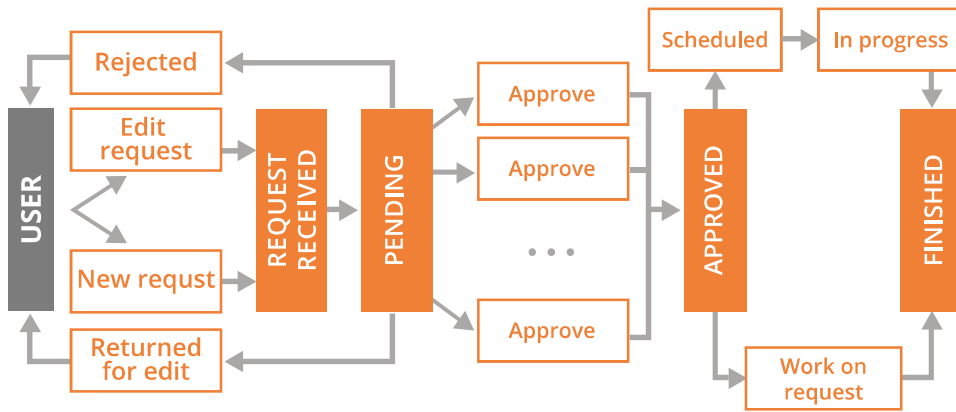 Rejected
USER
Edit
request
New requst
Returned
for edit
REQUEST
RECEIVED
PENDING
Approve
Approve
...
Approve
APPROVED
Scheduled
In progress
Work on
request
FINISHED